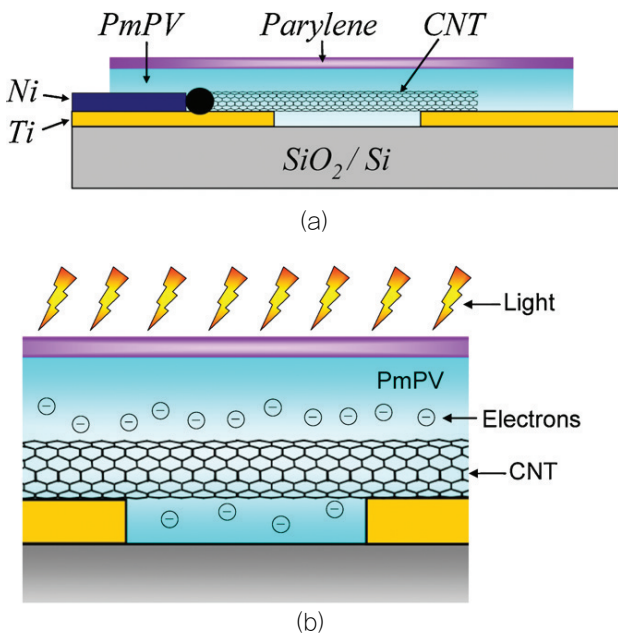 PmPV Parylene CNT
Ni
Ti
SiO₂ / Si
(a)
Light
PmPV
Electrons
CNT
(b)